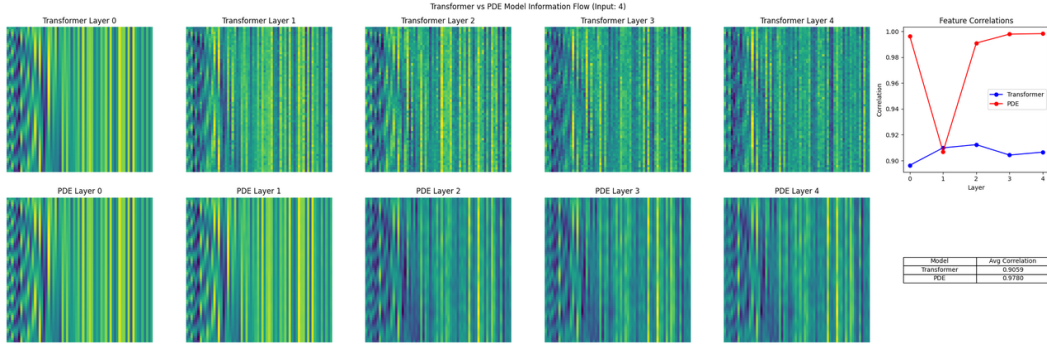 Transformer vs PDE Model Information Flow (Input: 4)
Transformer Layer 0
Transformer Layer 1
Transformer Layer 2
Transformer Layer 3
Transformer Layer 4
Feature Correlations
1.00
0.98
0.96
0.94
0.92
0.90
Correlation
Transformer
PDE
0 1 2 3 4
Layer
PDE Layer 0
PDE Layer 1
PDE Layer 2
PDE Layer 3
PDE Layer 4
Model Avg Correlation
Transformer 0.9059
PDE 0.9780